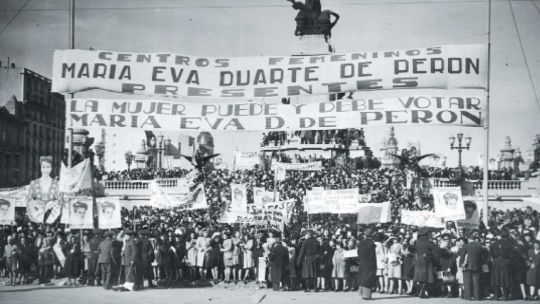 CENTROS FEMENINOS
MARIA EVA DUARTE DE PERON
PRESENTES
LA MUJER PUEDE Y DEBE VOTAR
MARIA EVA D DE PERON